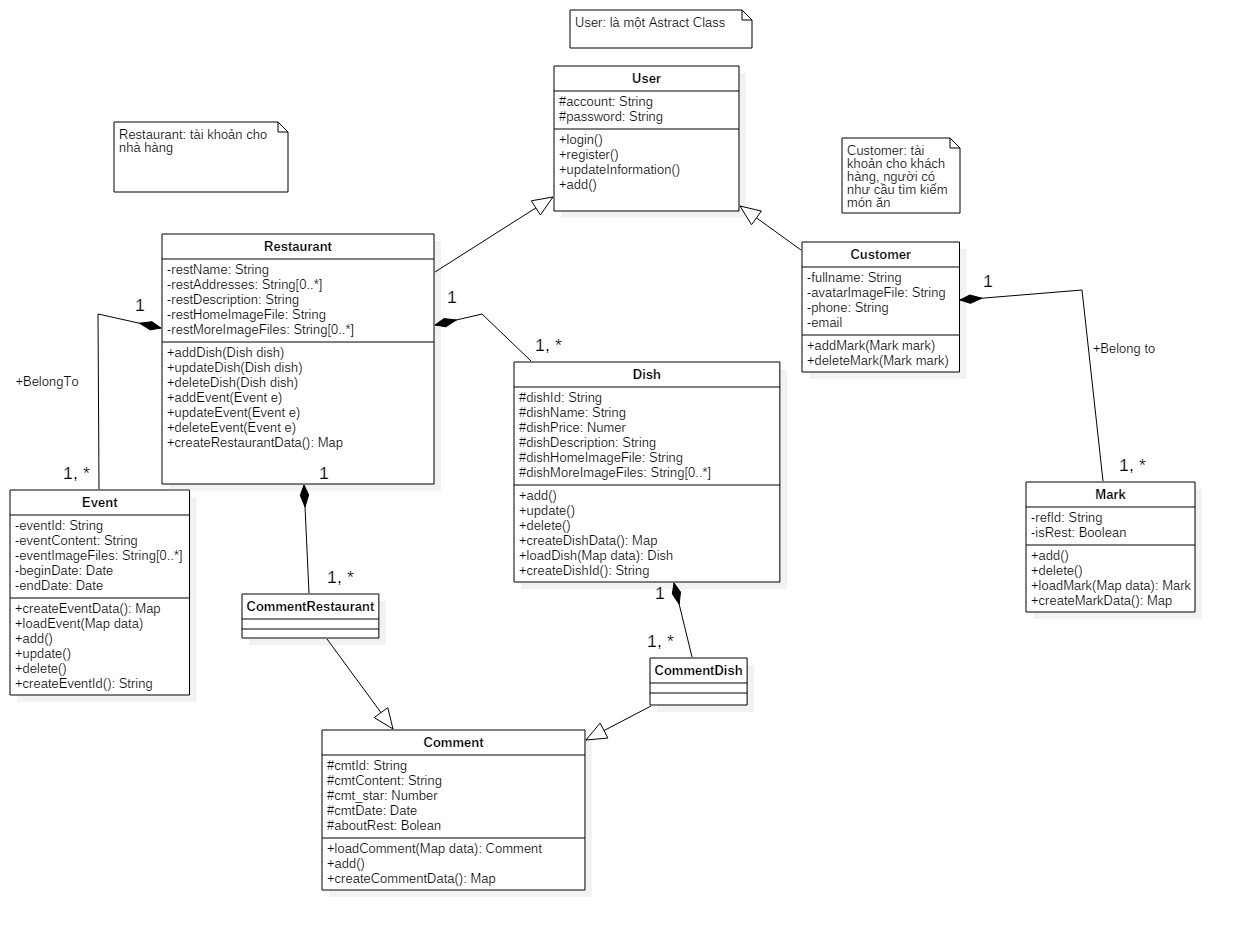 User: là một Astract Class
User
#account: String
#password: String
+login()
+register()
+updateInformation()
+add()
Restaurant: tài khoản cho
nhà hàng
Customer: tài
khoản cho khách
hàng, người có
như cầu tìm kiếm
món ăn
Restaurant
-restName: String
-restAddresses: String[0..*]
-restDescription: String
-restHomeImageFile: String
-restMoreImageFiles: String[0..*]
+addDish(Dish dish)
+updateDish(Dish dish)
+deleteDish(Dish dish)
+addEvent(Event e)
+updateEvent(Event e)
+deleteEvent(Event e)
+createRestaurantData(): Map
Customer
-fullname: String
-avatarImageFile: String
-phone: String
-email
+addMark(Mark mark)
+deleteMark(Mark mark)
1
+BelongTo
1, *
1
1, *
1
+Belong to
1, *
Dish
#dishId: String
#dishName: String
#dishPrice: Numer
#dishDescription: String
#dishHomeImageFile: String
#dishMoreImageFiles: String[0..*]
+add()
+update()
+delete()
+createDishData(): Map
+loadDish(Map data): Dish
+createDishId(): String
Event
-eventId: String
-eventContent: String
-eventImageFiles: String[0..*]
-beginDate: Date
-endDate: Date
+createEventData(): Map
+loadEvent(Map data)
+add()
+update()
+delete()
+createEventId(): String
Mark
-refId: String
-isRest: Boolean
+add()
+delete()
+loadMark(Map data): Mark
+createMarkData(): Map
1
1, *
CommentRestaurant
1
1, *
CommentDish
Comment
#cmtId: String
#cmtContent: String
#cmt_star: Number
#cmtDate: Date
#aboutRest: Bolean
+loadComment(Map data): Comment
+add()
+createCommentData(): Map